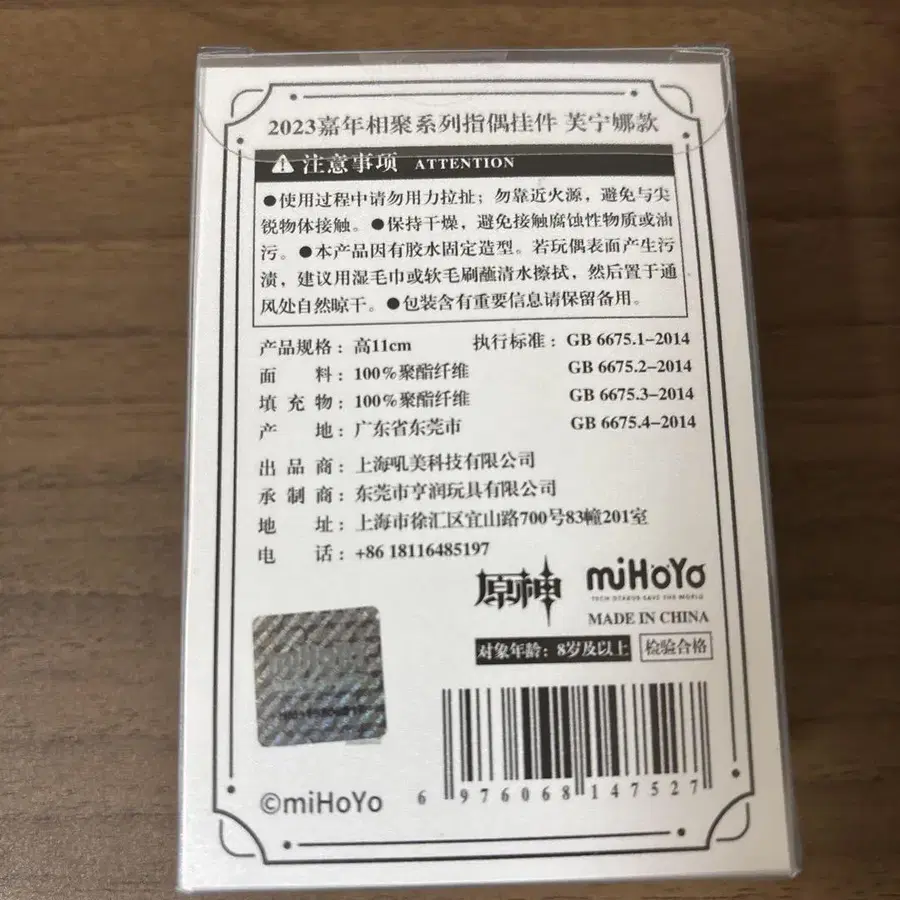 2023嘉年相聚系列指偶挂件 芙宁娜款
注意事项 ATTENTION
●使用过程中请勿用力拉扯；勿靠近火源，避免与尖
锐物体接触。●保持干燥，避免接触腐蚀性物质或油
污。●本产品因有胶水固定造型。若玩偶表面产生污
渍，建议用湿毛巾或软毛刷蘸清水擦拭，然后置于通
风处自然晾干。●包装含有重要信息请保留备用。
产品规格：高11cm 执行标准：GB 6675.1-2014
面料：100%聚酯纤维 GB 6675.2-2014
填充物：100%聚酯纤维 GB 6675.3-2014
产地：广东省东莞市 GB 6675.4-2014
出品商：上海吼美科技有限公司
承制商：东莞市亨润玩具有限公司
地址：上海市徐汇区宜山路700号83幢201室
电话：+86 18116485197
原神 miHoYo
TECH OTAKUS SAVE THE WORLD
MADE IN CHINA
对象年龄：8岁及以上 检验合格
©miHoYo
6 976068 147527